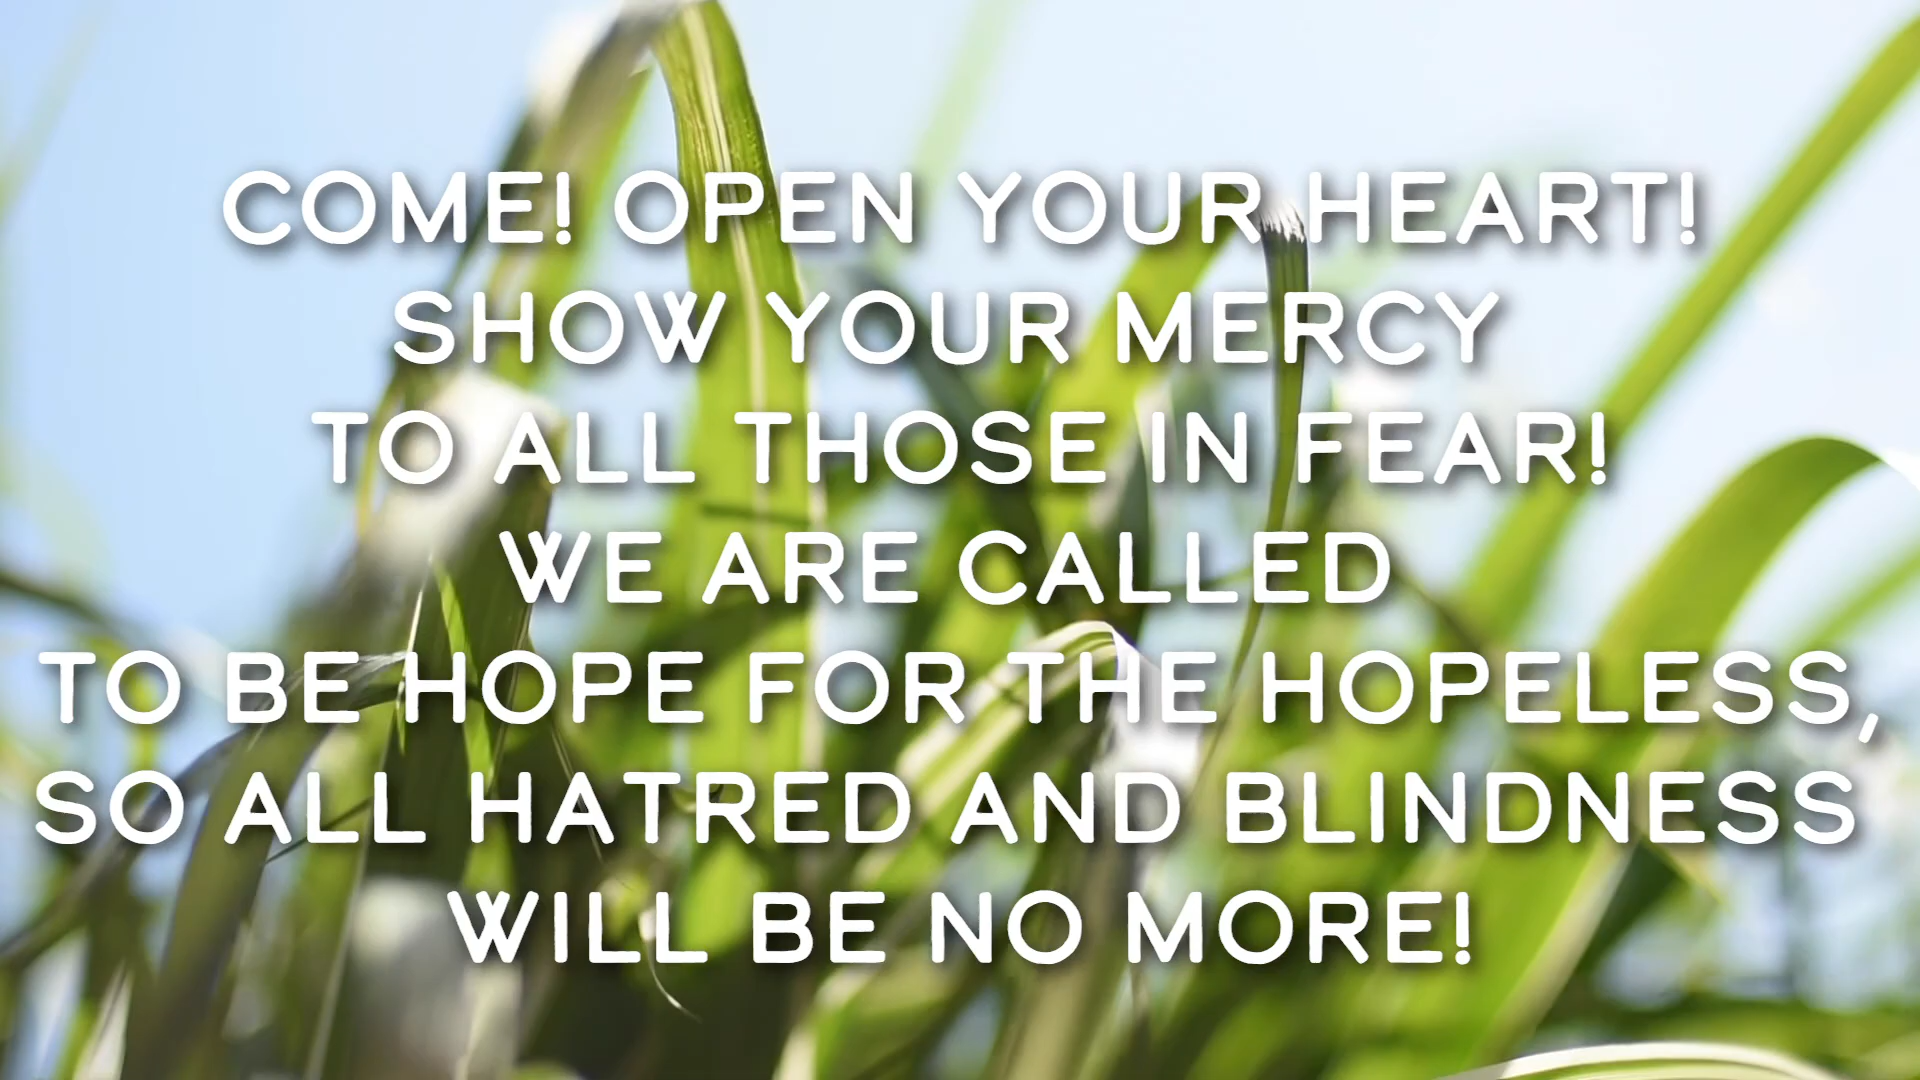 COME! OPEN YOUR HEART!
SHOW YOUR MERCY
TO ALL THOSE IN FEAR!
WE ARE CALLED
TO BE HOPE FOR THE HOPELESS,
SO ALL HATRED AND BLINDNESS
WILL BE NO MORE!